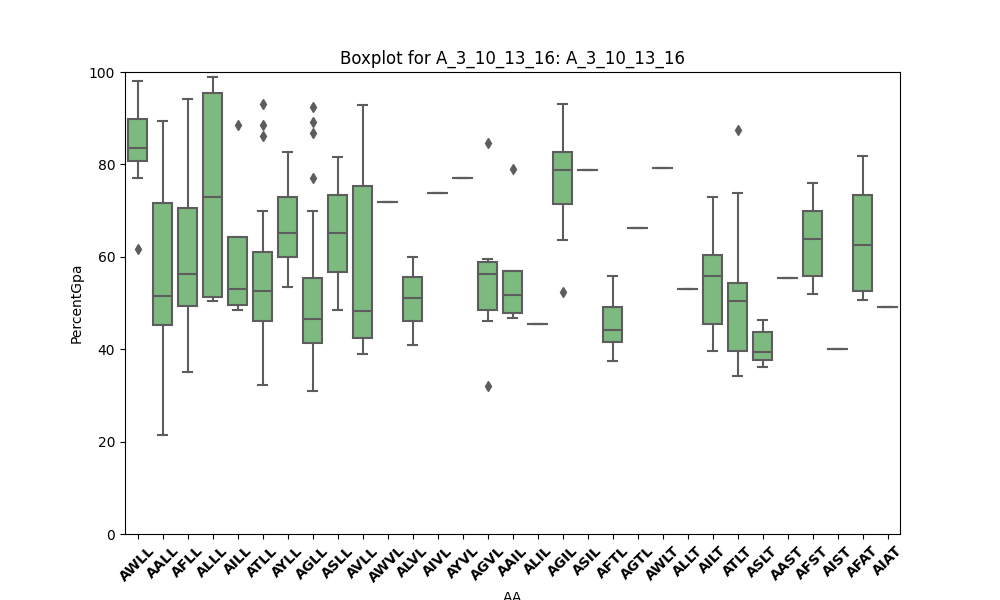 Boxplot for A_3_10_13_16: A_3_10_13_16
100
80
60
40
20
0
PercentGpa
AWLL AALL AFLL ALLL AILL ATLL AYLL AGLL ASLL AVLL AWVL ALVL AIVL AYVL AGVL AAIL ALIL AGIL ASIL AFTL AGTL AWLT ALLT AILT ATLT ASLT AAST AFST AIST AFAT AIAT
AA